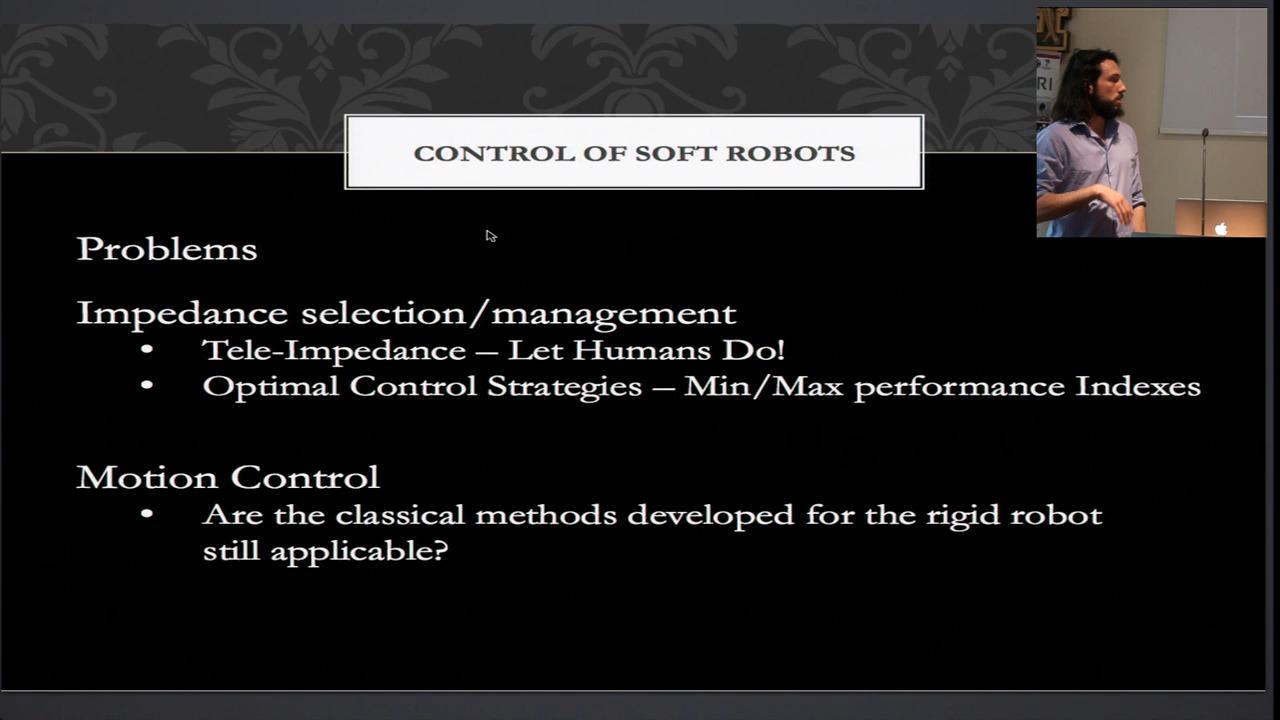 CONTROL OF SOFT ROBOTS
Problems
Impedance selection/management
• Tele-Impedance – Let Humans Do!
• Optimal Control Strategies – Min/Max performance Indexes
Motion Control
• Are the classical methods developed for the rigid robot
still applicable?
RI